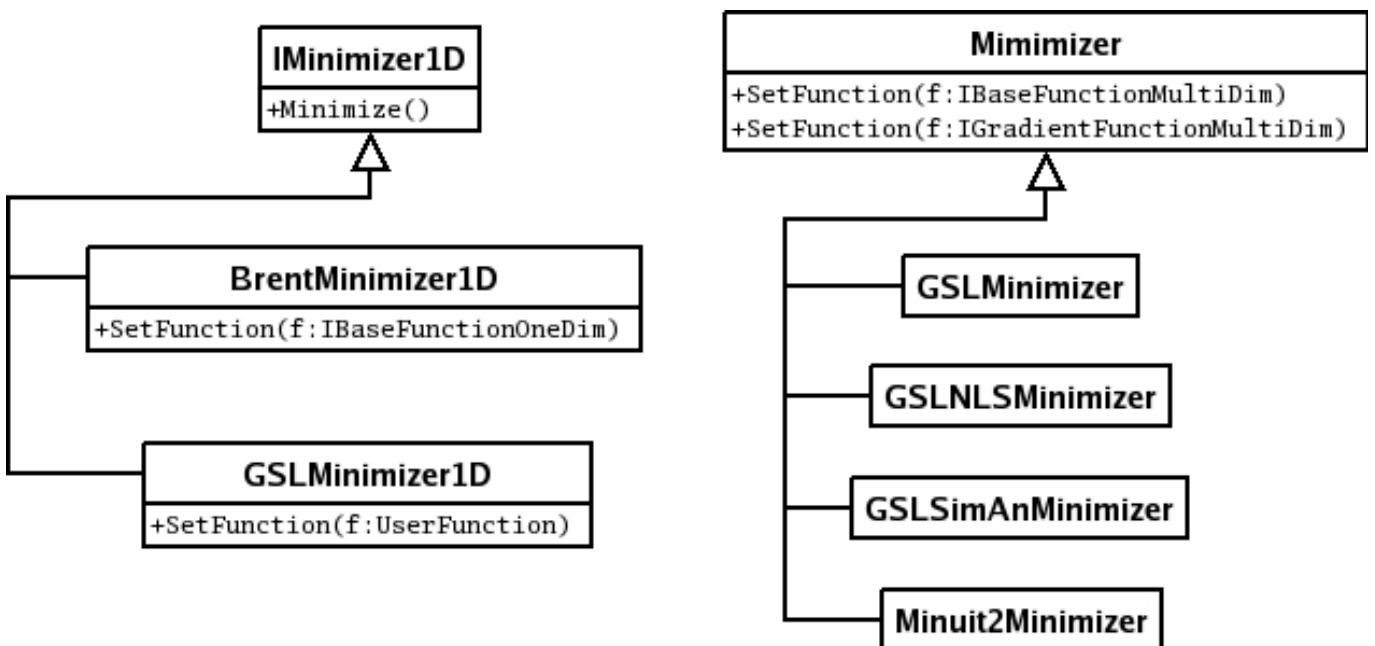 IMinimizer1D
+Minimize()
BrentMinimizer1D
+SetFunction(f:IBaseFunctionOneDim)
GSLMinimizer1D
+SetFunction(f:UserFunction)
Mimimizer
+SetFunction(f:IBaseFunctionMultiDim)
+SetFunction(f:IGradientFunctionMultiDim)
GSLMinimizer
GSLNLSMinimizer
GSLSimAnMinimizer
Minuit2Minimizer